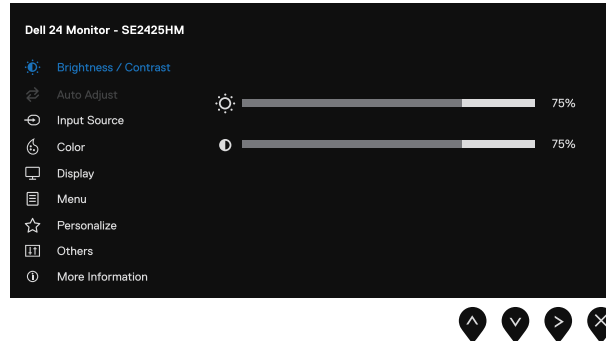 Dell 24 Monitor - SE2425HM
Brightness / Contrast
Auto Adjust
75%
Input Source
Color
75%
Display
Menu
Personalize
Others
More Information